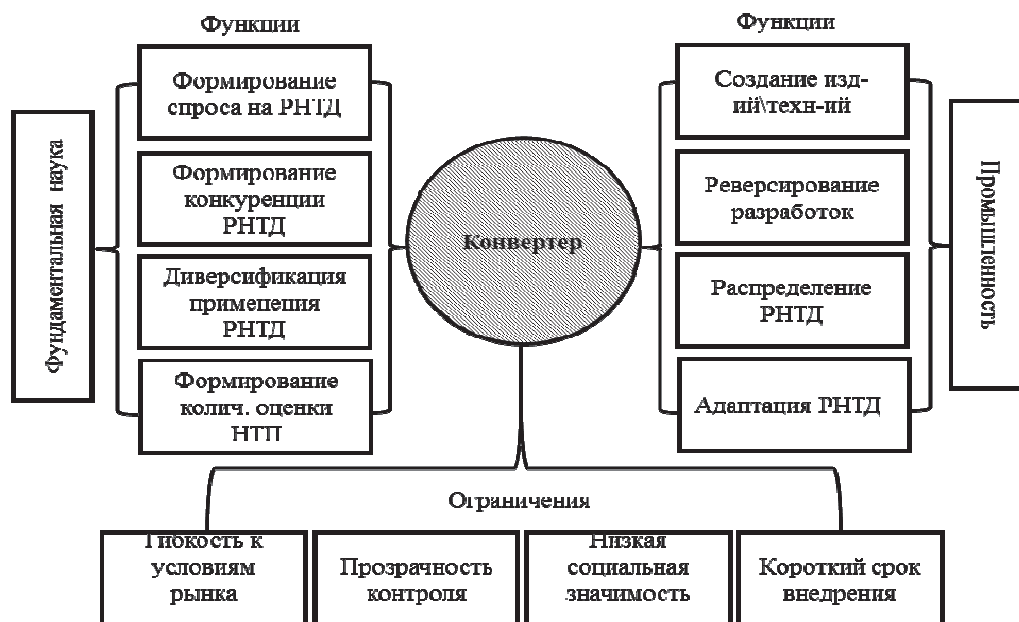 Функции
Функции
Фундаментальная наука
Формирование
спроса на РНТД
Формирование
конкуренции
РНТД
Диверсификация
применения
РНТД
Формирование
колич. оценки
НТП
Конвертер
Создание изд-
ий\техн-ий
Реверсирование
разработок
Распределение
РНТД
Адаптация РНТД
Промышленность
Ограничения
Гибкость к
условиям
рынка
Прозрачность
контроля
Низкая
социальная
значимость
Короткий срок
внедрения